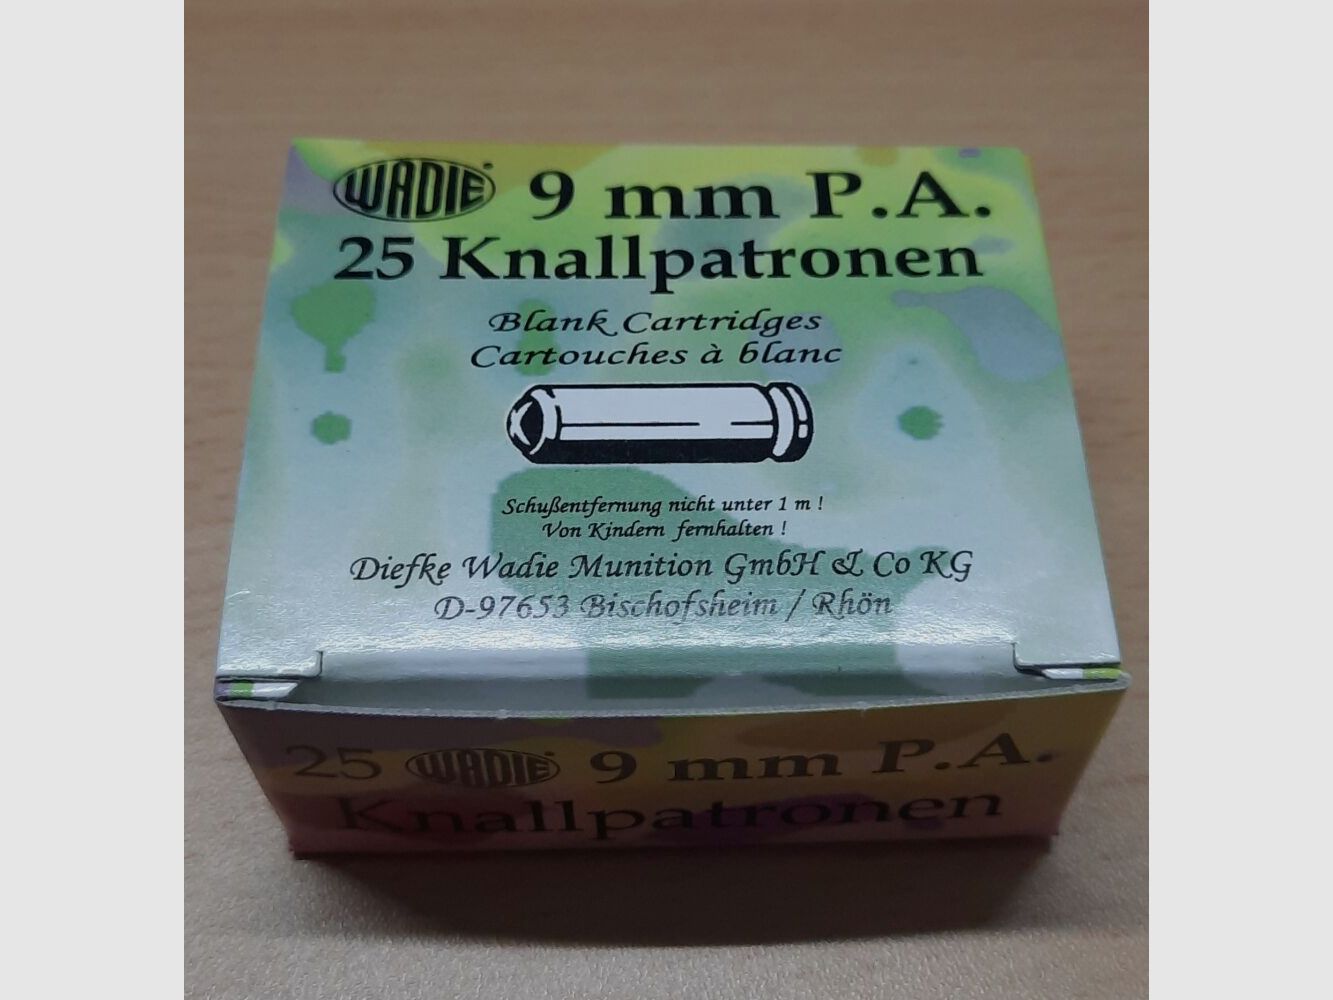 WADIE 9 mm P.A.
25 Knallpatronen
Blank Cartridges
Cartouches à blanc
Schußentfernung nicht unter 1 m !
Von Kindern fernhalten !
Diefke Wadie Munition GmbH & Co KG
D-97653 Bischofsheim / Rhön
25 WADIE 9 mm P.A.
Knallpatronen